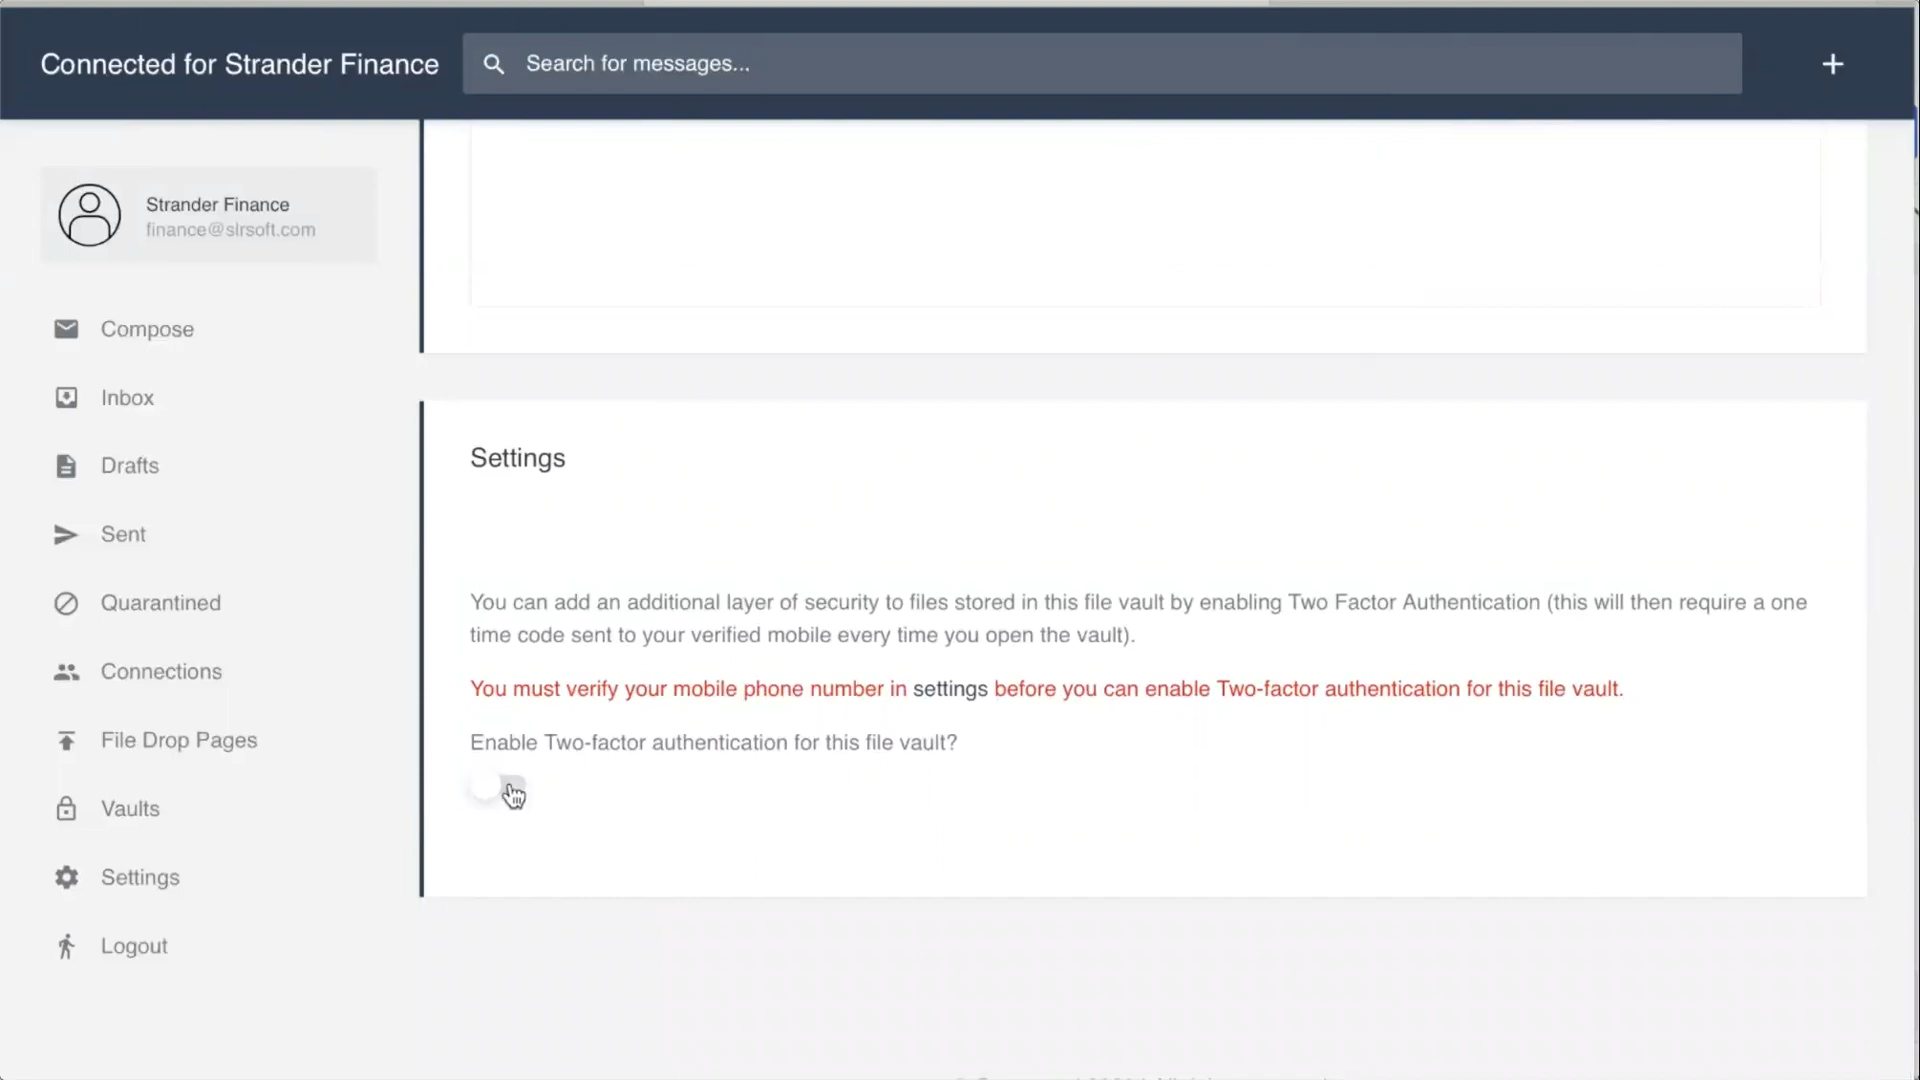 Connected for Strander Finance
Search for messages...
Strander Finance
finance@slrsoft.com
Compose
Inbox
Drafts
Sent
Quarantined
Connections
File Drop Pages
Vaults
Settings
Logout
Settings
You can add an additional layer of security to files stored in this file vault by enabling Two Factor Authentication (this will then require a one
time code sent to your verified mobile every time you open the vault).
You must verify your mobile phone number in settings before you can enable Two-factor authentication for this file vault.
Enable Two-factor authentication for this file vault?